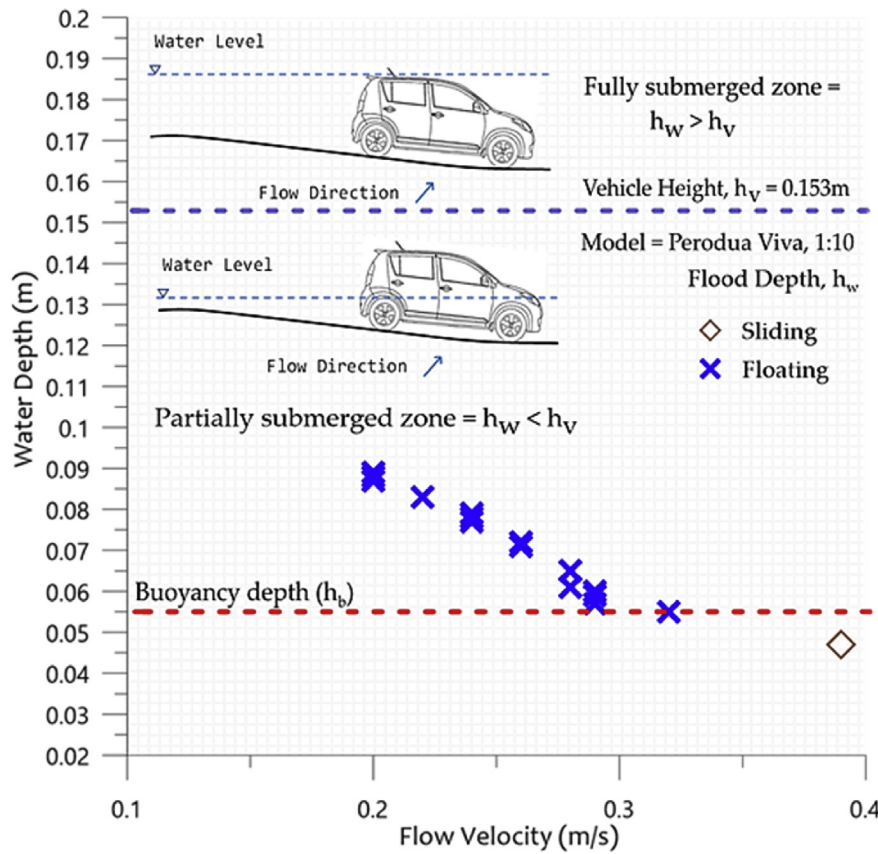 0.2
0.19
0.18
0.17
0.16
0.15
0.14
0.13
0.12
0.11
0.1
0.09
0.08
0.07
0.06
0.05
0.04
0.03
0.02
Water Depth (m)
Water Level
Fully submerged zone =
hw > hv
Flow Direction
Vehicle Height, hv = 0.153m
Model = Perodua Viva, 1:10
Water Level
Flood Depth, hw
Sliding
Floating
Flow Direction
Partially submerged zone = hw < hv
Buoyancy depth (hb)
0.1 0.2 0.3 0.4
Flow Velocity (m/s)